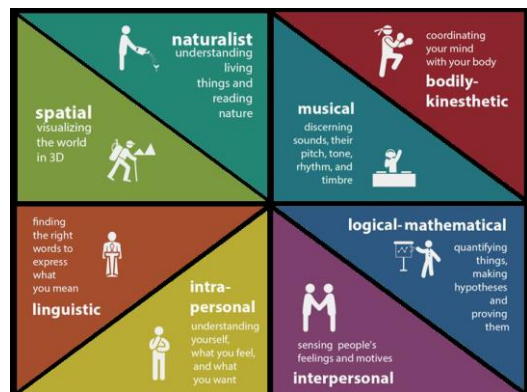 naturalist
understanding
living
things and
reading
nature
spatial
visualizing
the world
in 3D
coordinating
your mind
with your body
bodily-
kinesthetic
musical
discerning
sounds, their
pitch, tone,
rhythm, and
timbre
finding
the right
words to
express
what
you mean
linguistic
intra-
personal
understanding
yourself,
what you feel,
and what
you want
logical-mathematical
quantifying
things,
making
hypotheses
and
proving
them
sensing people's
feelings and motives
interpersonal